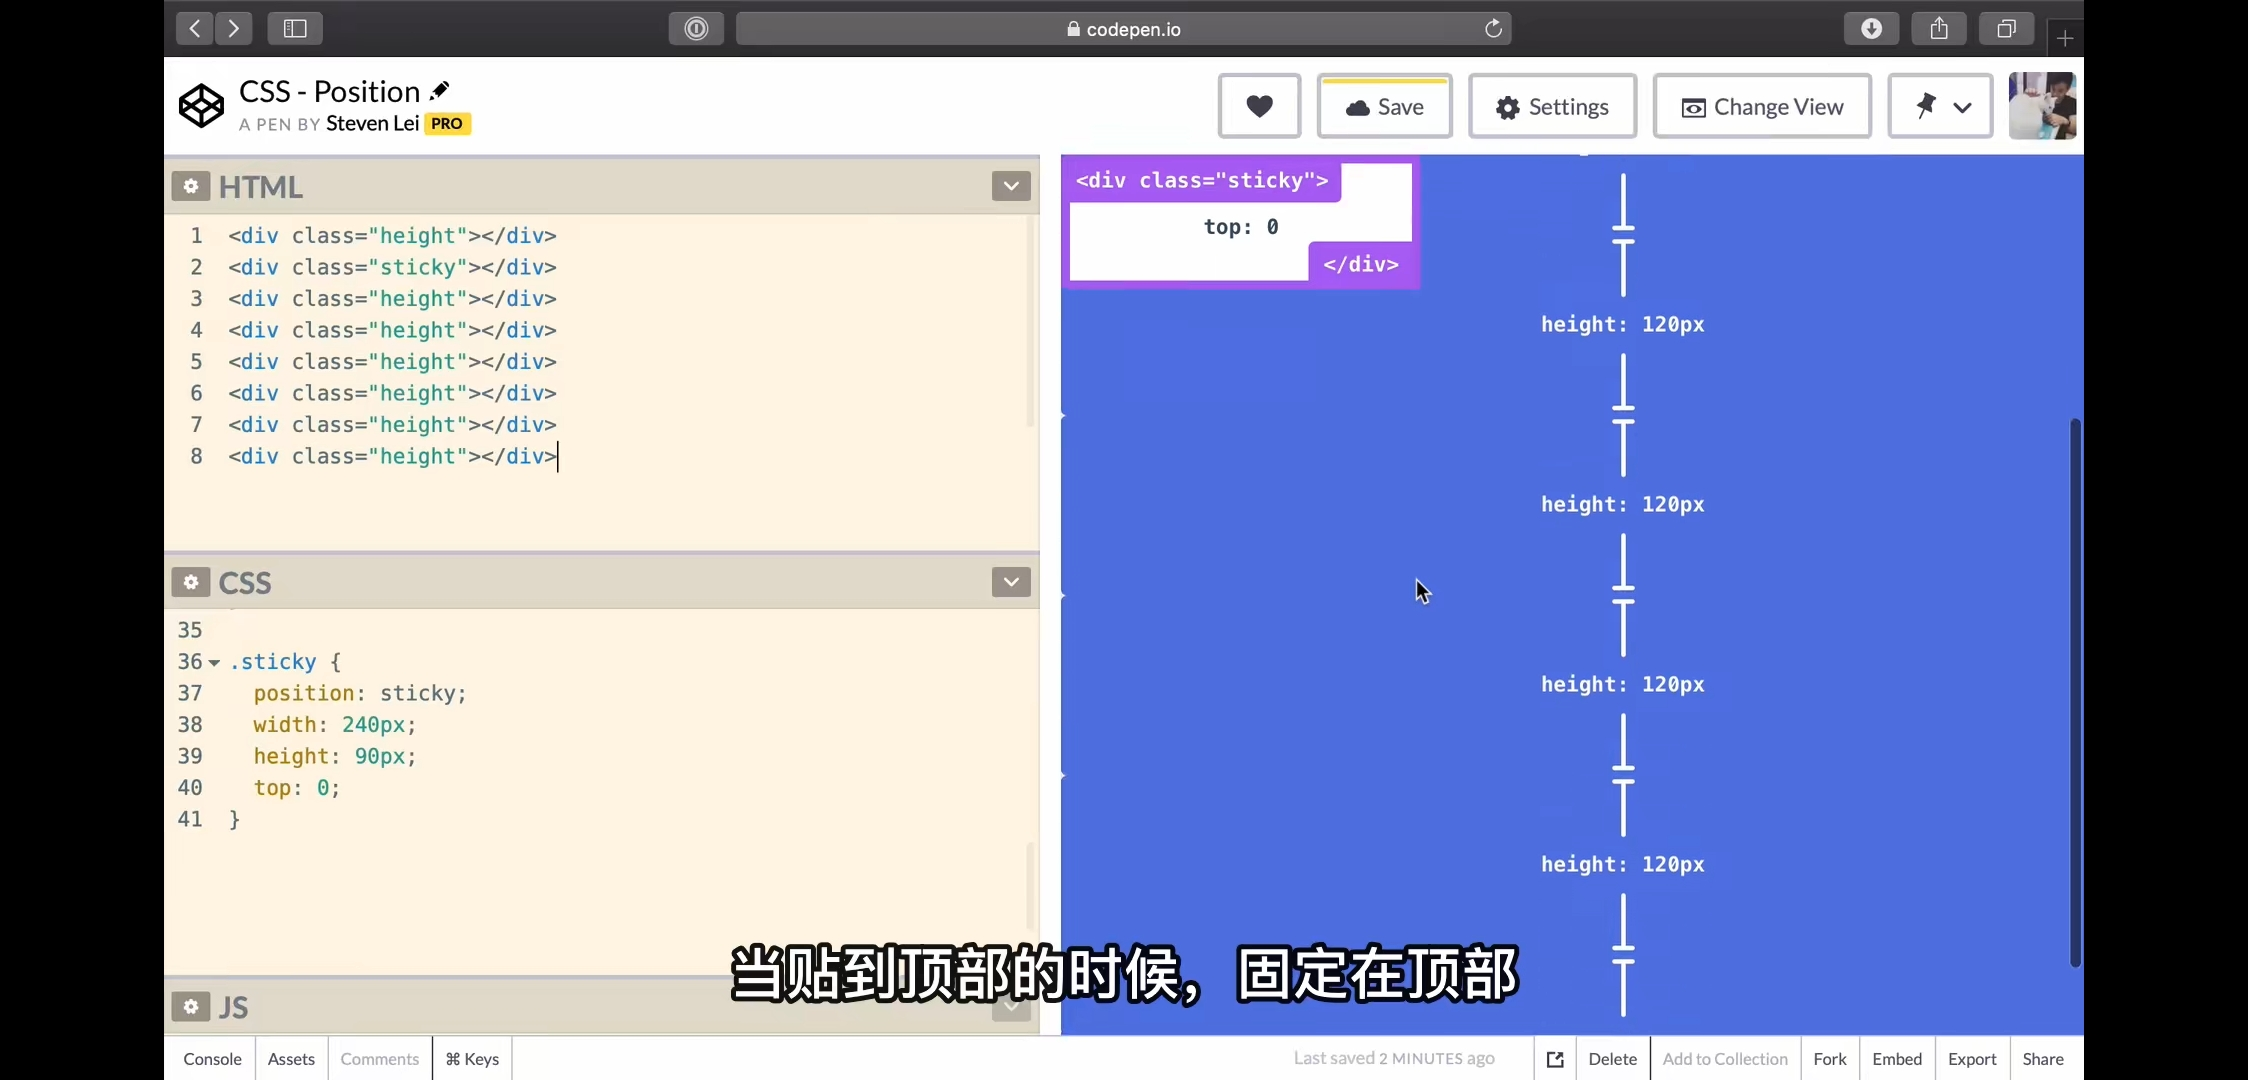 codepen.io
CSS - Position
A PEN BY Steven Lei PRO
Save
Settings
Change View
HTML
1 <div class="height"></div>
2 <div class="sticky"></div>
3 <div class="height"></div>
4 <div class="height"></div>
5 <div class="height"></div>
6 <div class="height"></div>
7 <div class="height"></div>
8 <div class="height"></div>
CSS
35
36 .sticky {
37 position: sticky;
38 width: 240px;
39 height: 90px;
40 top: 0;
41 }
JS
<div class="sticky">
top: 0
</div>
height: 120px
height: 120px
height: 120px
height: 120px
当贴到顶部的时候，固定在顶部
Console Assets Comments ⌘ Keys
Last saved 2 MINUTES ago
Delete Add to Collection Fork Embed Export Share